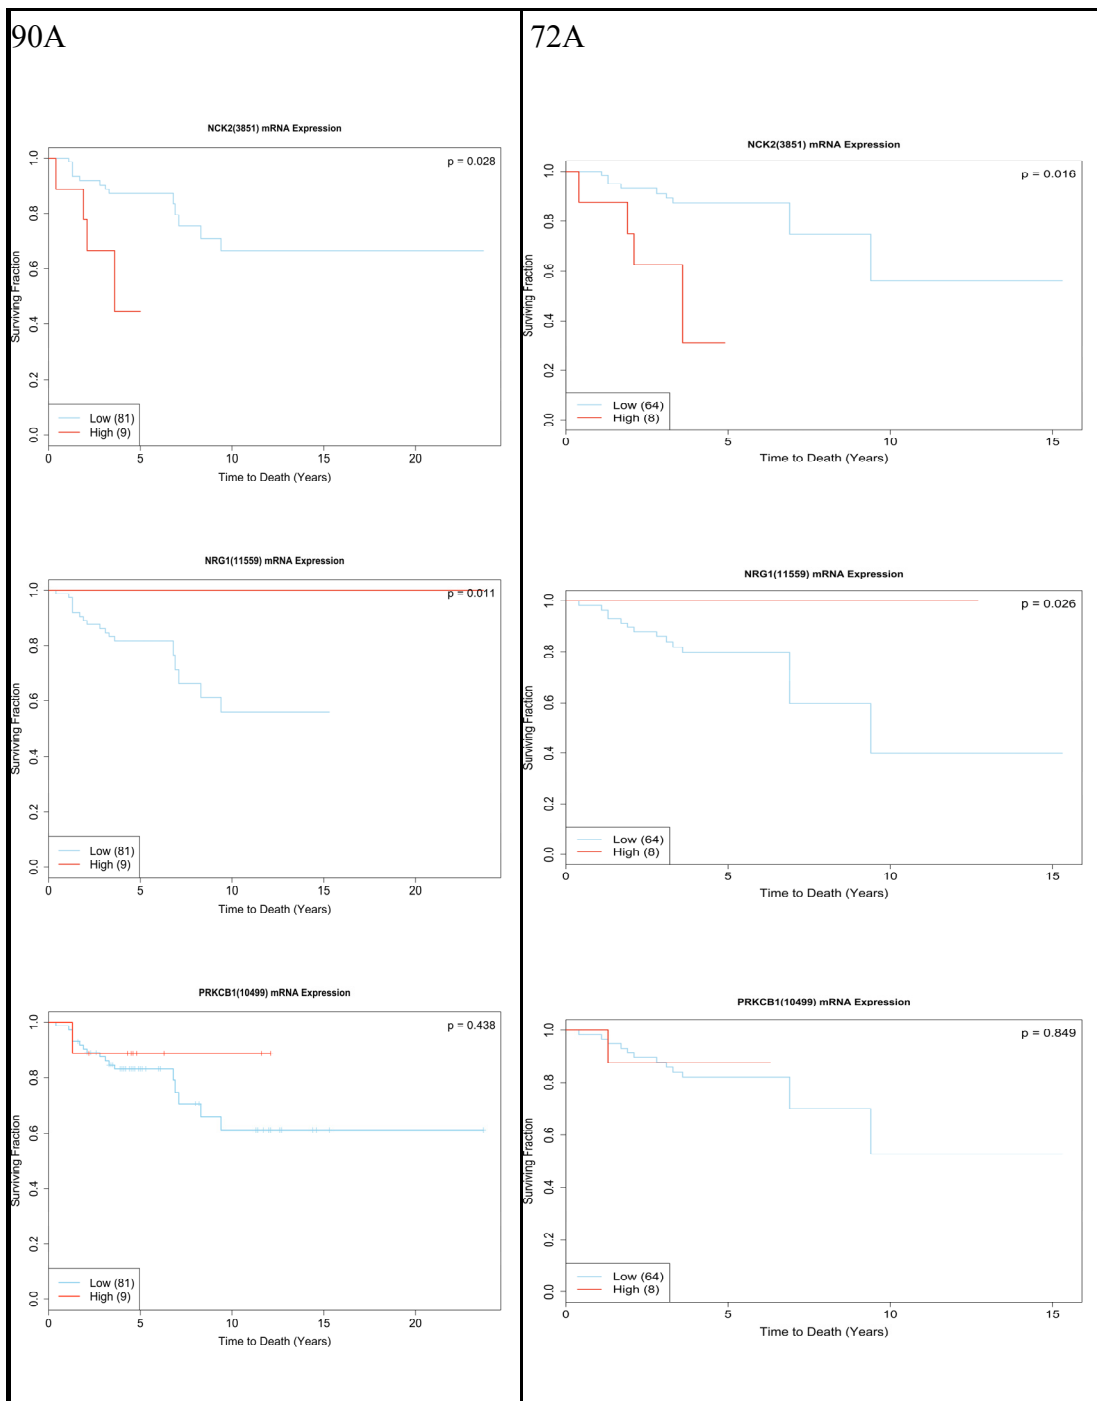 90A
NCK2(3851) mRNA Expression
p = 0.028
Surviving Fraction
0.0 0.2 0.4 0.6 0.8 1.0
Low (81)
High (9)
0 5 10 15 20
Time to Death (Years)
NRG1(11559) mRNA Expression
p = 0.011
Surviving Fraction
0.0 0.2 0.4 0.6 0.8 1.0
Low (81)
High (9)
0 5 10 15 20
Time to Death (Years)
PRKCB1(10499) mRNA Expression
p = 0.438
Surviving Fraction
0.0 0.2 0.4 0.6 0.8 1.0
Low (81)
High (9)
0 5 10 15 20
Time to Death (Years)
72A
NCK2(3851) mRNA Expression
p = 0.016
Surviving Fraction
0.0 0.2 0.4 0.6 0.8 1.0
Low (64)
High (8)
0 5 10 15
Time to Death (Years)
NRG1(11559) mRNA Expression
p = 0.026
Surviving Fraction
0.0 0.2 0.4 0.6 0.8 1.0
Low (64)
High (8)
0 5 10 15
Time to Death (Years)
PRKCB1(10499) mRNA Expression
p = 0.849
Surviving Fraction
0.0 0.2 0.4 0.6 0.8 1.0
Low (64)
High (8)
0 5 10 15
Time to Death (Years)